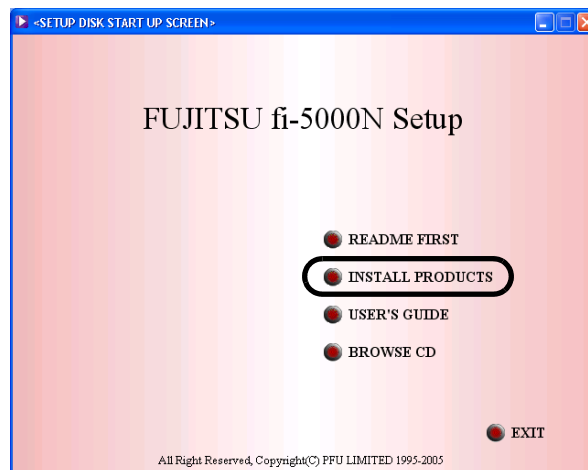 <SETUP DISK START UP SCREEN>
FUJITSU fi-5000N Setup
README FIRST
INSTALL PRODUCTS
USER'S GUIDE
BROWSE CD
EXIT
All Right Reserved, Copyright(C) PFU LIMITED 1995-2005